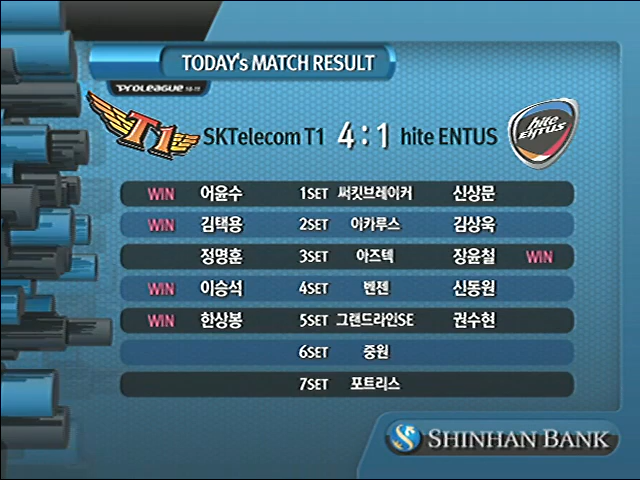 TODAY's MATCH RESULT
PROLEAGUE 10-11
T1 SKTelecom T1 4 : 1 hite ENTUS hite ENTUS
WIN 어윤수 1SET 써킷브레이커 신상문
WIN 김택용 2SET 이카루스 김상욱
정명훈 3SET 아즈텍 장윤철 WIN
WIN 이승석 4SET 벤젠 신동원
WIN 한상봉 5SET 그랜드라인SE 권수현
6SET 중원
7SET 포트리스
SHINHAN BANK